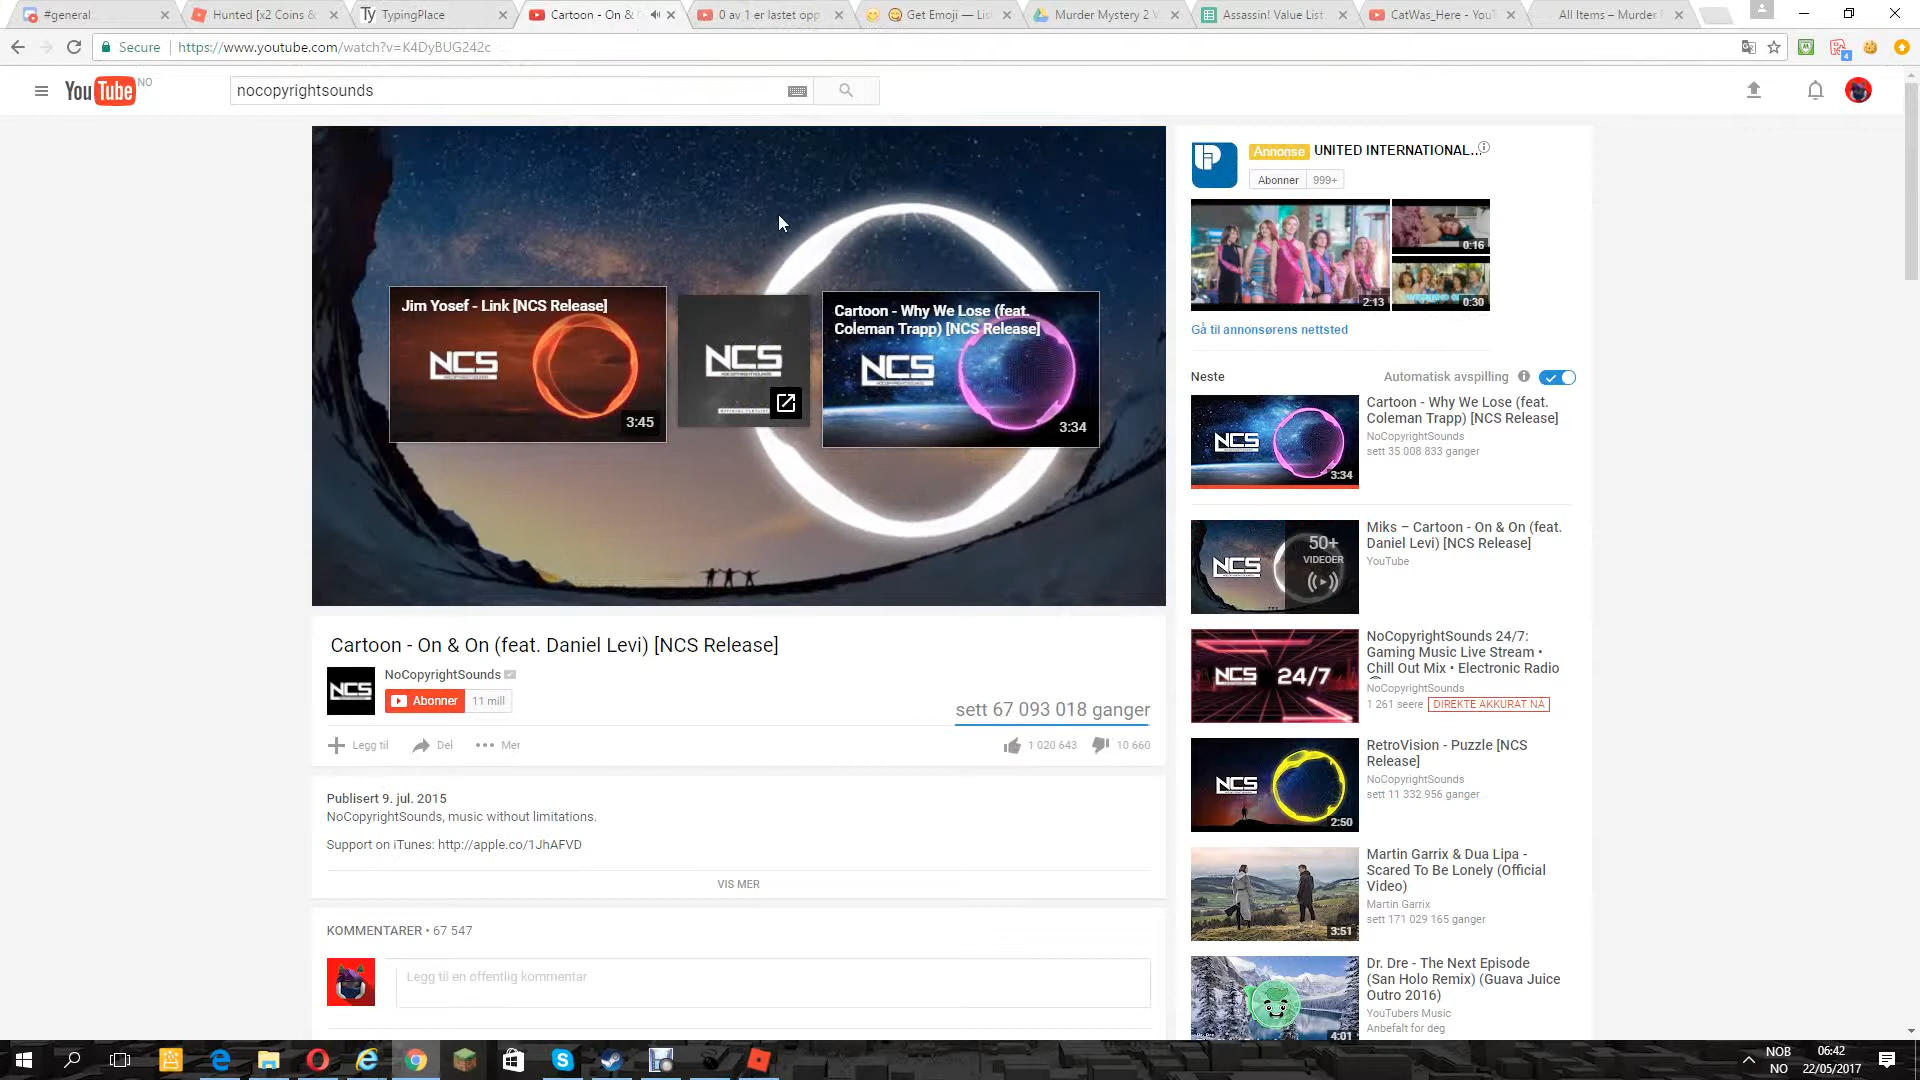 #general
Hunted [x2 Coins &
TypingPlace
Cartoon - On &
0 av 1 er lastet opp
Get Emoji — List
Murder Mystery 2 V
Assassin! Value List
CatWas_Here - YouT
All Items – Murder
Secure
https://www.youtube.com/watch?v=K4DyBUG242c
4
YouTube NO
nocopyrightsounds
Jim Yosef - Link [NCS Release]
NCS
3:45
NCS
Cartoon - Why We Lose (feat.
Coleman Trapp) [NCS Release]
NCS
3:34
Cartoon - On & On (feat. Daniel Levi) [NCS Release]
NCS
NoCopyrightSounds
Abonner
11 mill
sett 67 093 018 ganger
Legg til
Del
Mer
1 020 643
10 660
Publisert 9. jul. 2015
NoCopyrightSounds, music without limitations.
Support on iTunes: http://apple.co/1JhAFVD
VIS MER
KOMMENTARER • 67 547
Legg til en offentlig kommentar
Annonse UNITED INTERNATIONAL...
Abonner 999+
2:13
0:16
0:30
Gå til annonsørens nettsted
Neste
Automatisk avspilling
NCS
3:34
Cartoon - Why We Lose (feat.
Coleman Trapp) [NCS Release]
NoCopyrightSounds
sett 35 008 833 ganger
NCS
50+
VIDEOER
Miks – Cartoon - On & On (feat.
Daniel Levi) [NCS Release]
YouTube
NCS 24/7
NoCopyrightSounds 24/7:
Gaming Music Live Stream •
Chill Out Mix • Electronic Radio
NoCopyrightSounds
1 261 seere DIREKTE AKKURAT NÅ
NCS
2:50
RetroVision - Puzzle [NCS
Release]
NoCopyrightSounds
sett 11 332 956 ganger
3:51
Martin Garrix & Dua Lipa -
Scared To Be Lonely (Official
Video)
Martin Garrix
sett 171 029 165 ganger
4:01
Dr. Dre - The Next Episode
(San Holo Remix) (Guava Juice
Outro 2016)
YouTubers Music
Anbefalt for deg
NOB
NO
06:42
22/05/2017